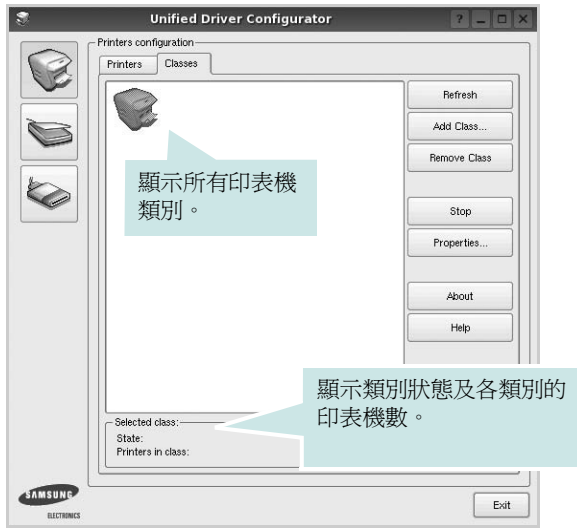 Unified Driver Configurator
Printers configuration
Printers
Classes
Refresh
Add Class...
Remove Class
顯示所有印表機
類別。
Stop
Properties...
About
Help
顯示類別狀態及各類別的
印表機數。
Selected class:
State:
Printers in class:
SAMSUNG
ELECTRONICS
Exit